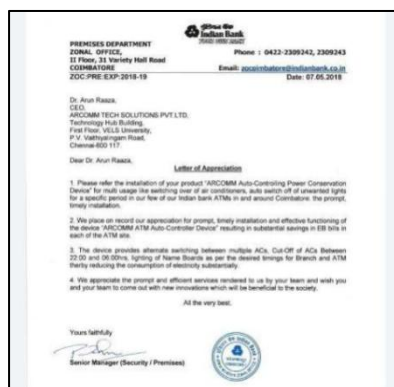 Indian Bank
PREMISES DEPARTMENT
ZONAL OFFICE,
II Floor, 31 Variety Hall Road
COIMBATORE
Phone : 0422-2309242, 2309243
Email: zocoimbatore@indianbank.co.in
ZOC:PRE:EXP:2018-19
Date: 07.05.2018
Dr. Arun Raaza,
CEO,
ARCOMM TECH SOLUTIONS PVT LTD,
Technology Hub Building,
First Floor, VELS University,
P.V. Vaithiyalingam Road,
Chennai-600 117.
Dear Dr. Arun Raaza,
Letter of Appreciation
1. Please refer the installation of your product "ARCOMM Auto-Controlling Power Conservation
Device" for multi usage like switching over of air conditioners, auto switch off of unwanted lights
for a specific period in our few of our Indian bank ATMs in and around Coimbatore. the prompt,
timely installation.
2. We place on record our appreciation for prompt, timely installation and effective functioning of
the device "ARCOMM ATM Auto-Controller Device" resulting in substantial savings in EB bills in
each of the ATM site.
3. The device provides alternate switching between multiple ACs, Cut-Off of ACs Between
22:00 and 06:00hrs, lighting of Name Boards as per the desired timings for Branch and ATM
thereby reducing the consumption of electricity substantially.
4. We appreciate the prompt and efficient services rendered to us by your team and wish you
and your team to come out with new innovations which will be beneficial to the society.
All the very best.
Yours faithfully
Senior Manager (Security / Premises)